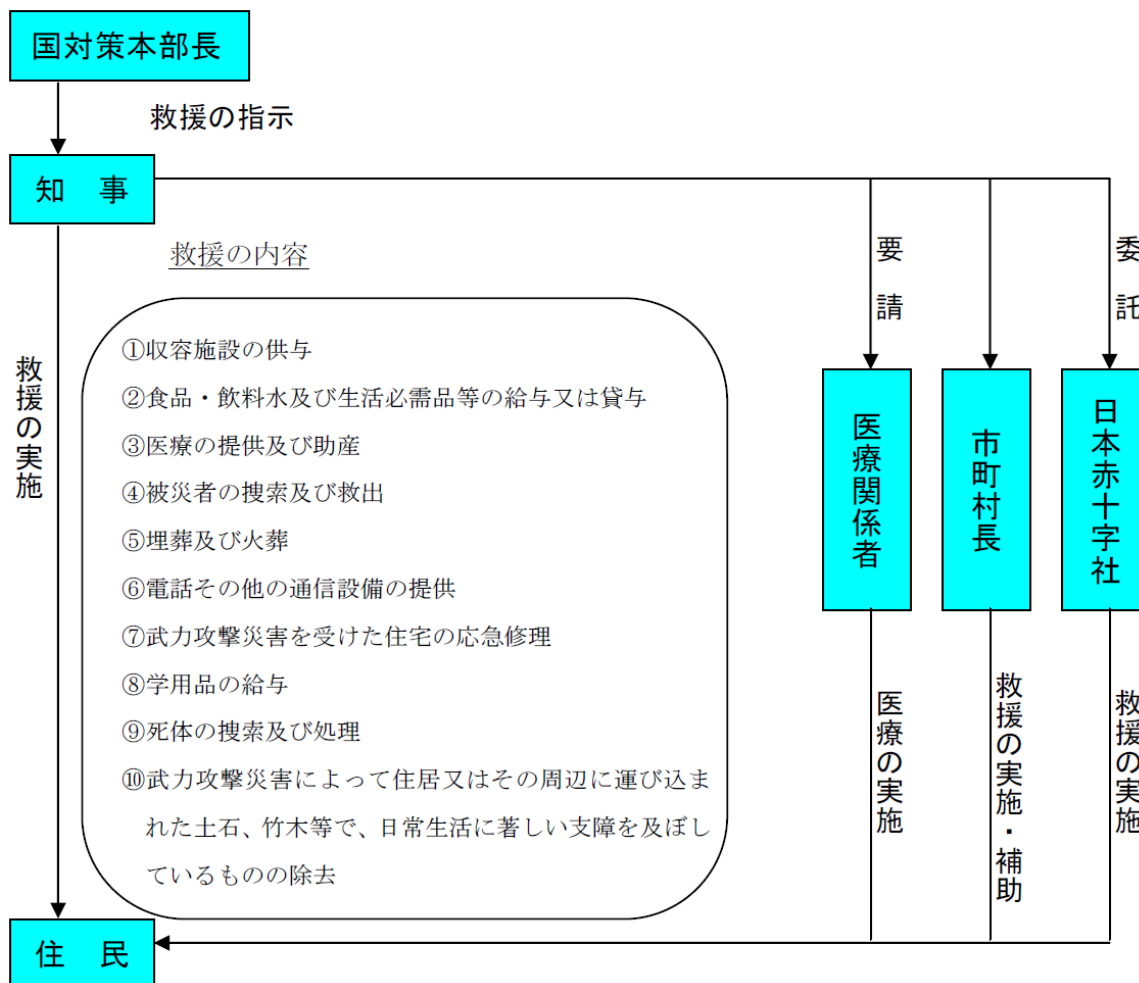 国対策本部長
救援の指示
知 事
救援の内容
①収容施設の供与
②食品・飲料水及び生活必需品等の給与又は貸与
③医療の提供及び助産
④被災者の捜索及び救出
⑤埋葬及び火葬
⑥電話その他の通信設備の提供
⑦武力攻撃災害を受けた住宅の応急修理
⑧学用品の給与
⑨死体の捜索及び処理
⑩武力攻撃災害によって住居又はその周辺に運び込ま
れた土石、竹木等で、日常生活に著しい支障を及ぼし
ているものの除去
救援の実施
要 請
委 託
医療関係者
市町村長
日本赤十字社
医療の実施
救援の実施・補助
救援の実施
住 民